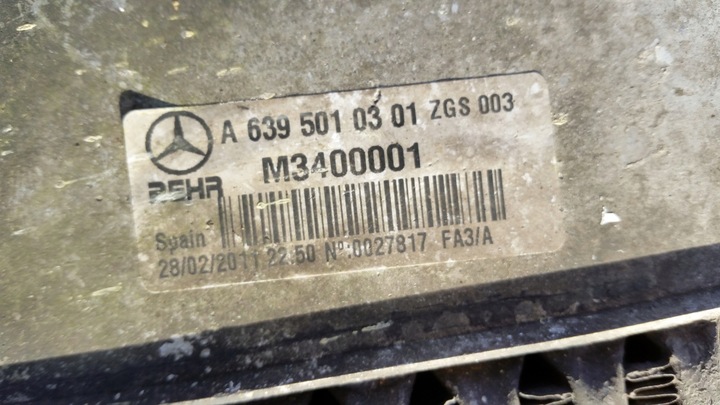 A 639 501 03 01 ZGS 003
M3400001
BEHR
Spain
28/02/2011 22:50 Nº:0027817 FA3/A